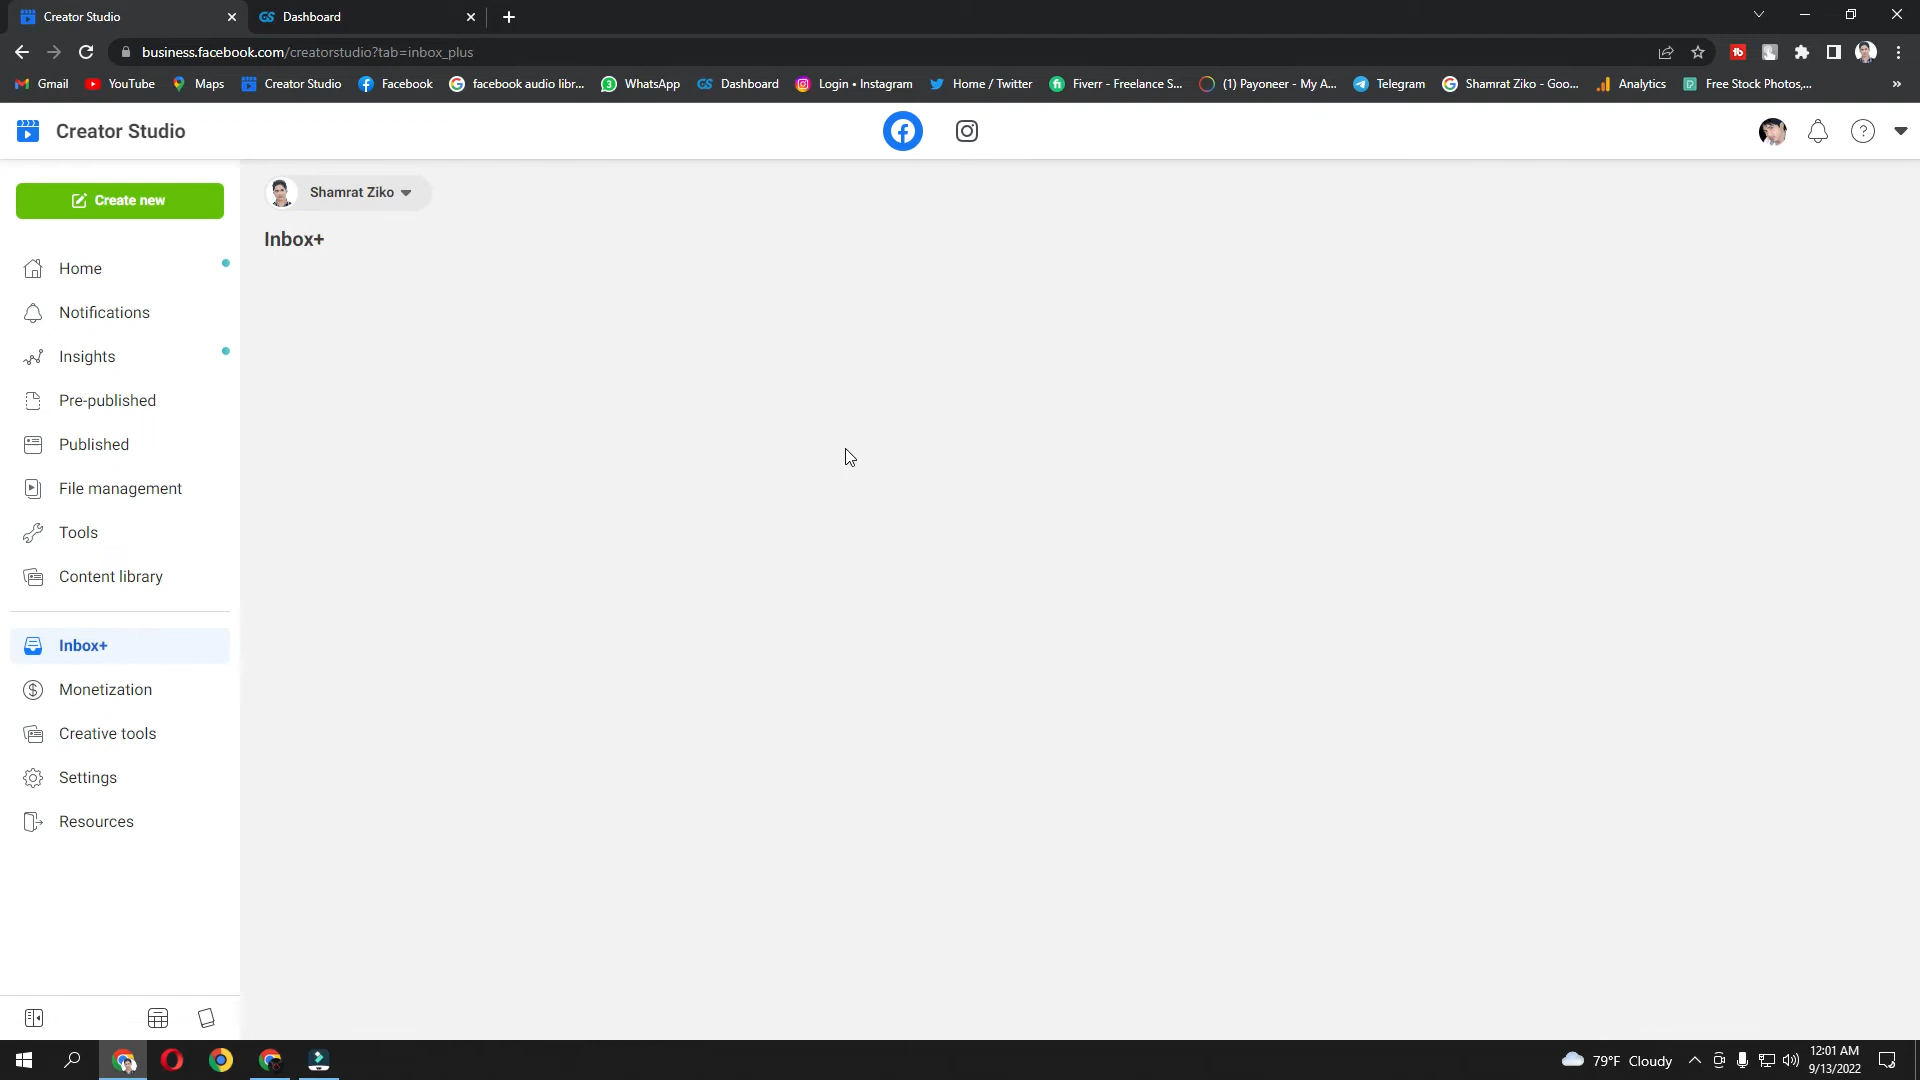 Creator Studio
Dashboard
business.facebook.com/creatorstudio?tab=inbox_plus
Gmail
YouTube
Maps
Creator Studio
Facebook
facebook audio libr...
WhatsApp
Dashboard
Login • Instagram
Home / Twitter
Fiverr - Freelance S...
(1) Payoneer - My A...
Telegram
Shamrat Ziko - Goo...
Analytics
Free Stock Photos,...
Creator Studio
Create new
Shamrat Ziko
Inbox+
Home
Notifications
Insights
Pre-published
Published
File management
Tools
Content library
Inbox+
Monetization
Creative tools
Settings
Resources
79°F Cloudy
12:01 AM
9/13/2022